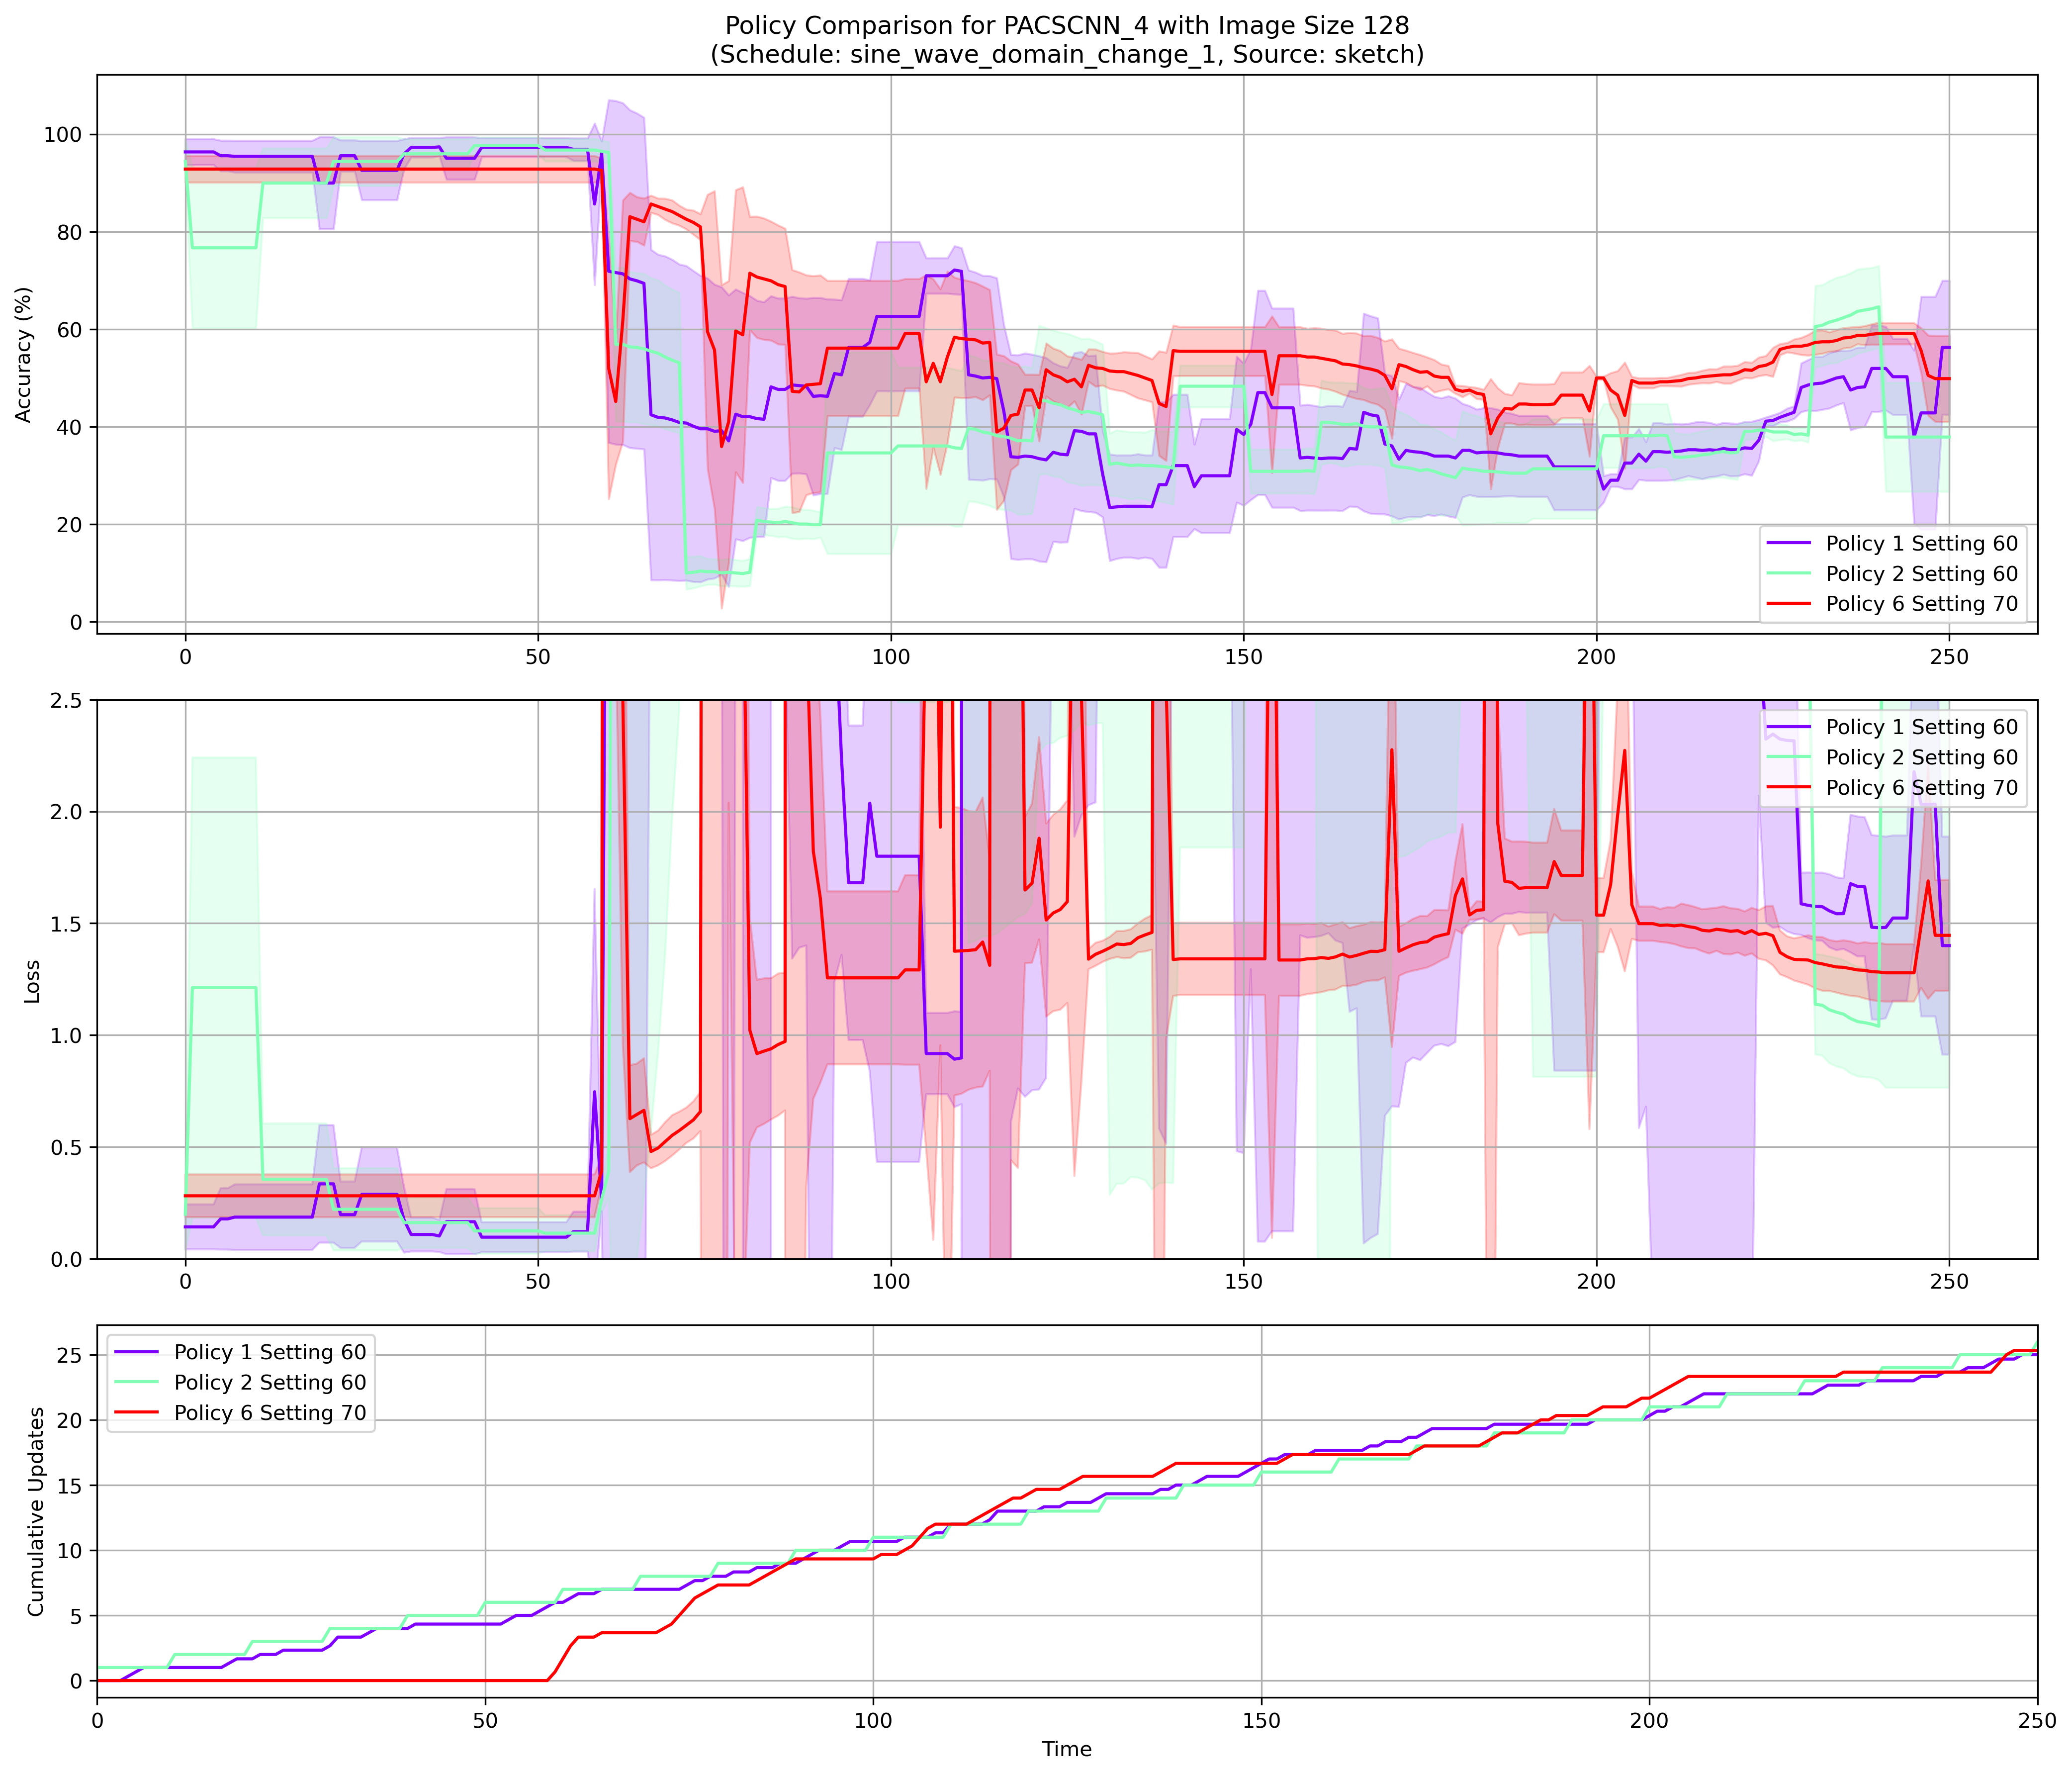 Policy Comparison for PACSCNN_4 with Image Size 128
(Schedule: sine_wave_domain_change_1, Source: sketch)
Accuracy (%)
100
80
60
40
20
0
Policy 1 Setting 60
Policy 2 Setting 60
Policy 6 Setting 70
0 50 100 150 200 250
Loss
2.5
2.0
1.5
1.0
0.5
0.0
Policy 1 Setting 60
Policy 2 Setting 60
Policy 6 Setting 70
0 50 100 150 200 250
Cumulative Updates
25
20
15
10
5
0
Policy 1 Setting 60
Policy 2 Setting 60
Policy 6 Setting 70
0 50 100 150 200 250
Time